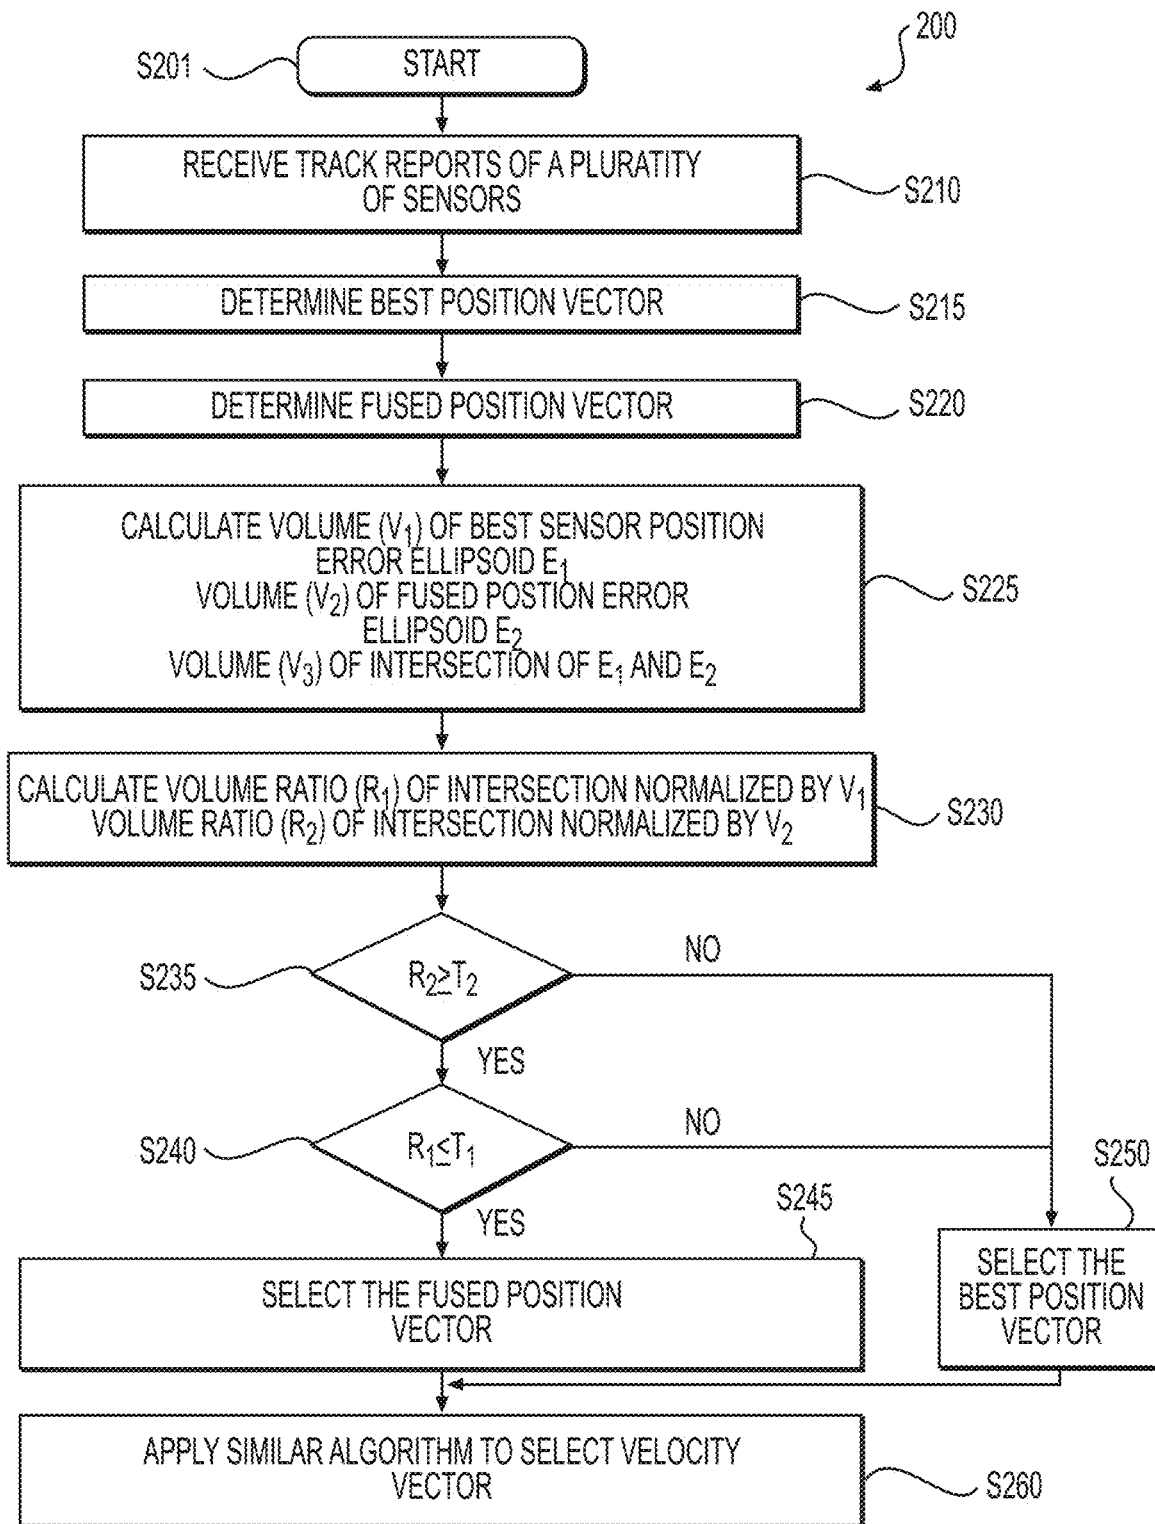 200
S201
START
RECEIVE TRACK REPORTS OF A PLURATITY
OF SENSORS
S210
DETERMINE BEST POSITION VECTOR
S215
DETERMINE FUSED POSITION VECTOR
S220
CALCULATE VOLUME (V₁) OF BEST SENSOR POSITION
ERROR ELLIPSOID E₁
VOLUME (V₂) OF FUSED POSTION ERROR
ELLIPSOID E₂
VOLUME (V₃) OF INTERSECTION OF E₁ AND E₂
S225
CALCULATE VOLUME RATIO (R₁) OF INTERSECTION NORMALIZED BY V₁
VOLUME RATIO (R₂) OF INTERSECTION NORMALIZED BY V₂
S230
S235
R₂≥T₂
NO
YES
S240
R₁≤T₁
NO
YES
S245
S250
SELECT THE FUSED POSITION
VECTOR
SELECT THE
BEST POSITION
VECTOR
APPLY SIMILAR ALGORITHM TO SELECT VELOCITY
VECTOR
S260